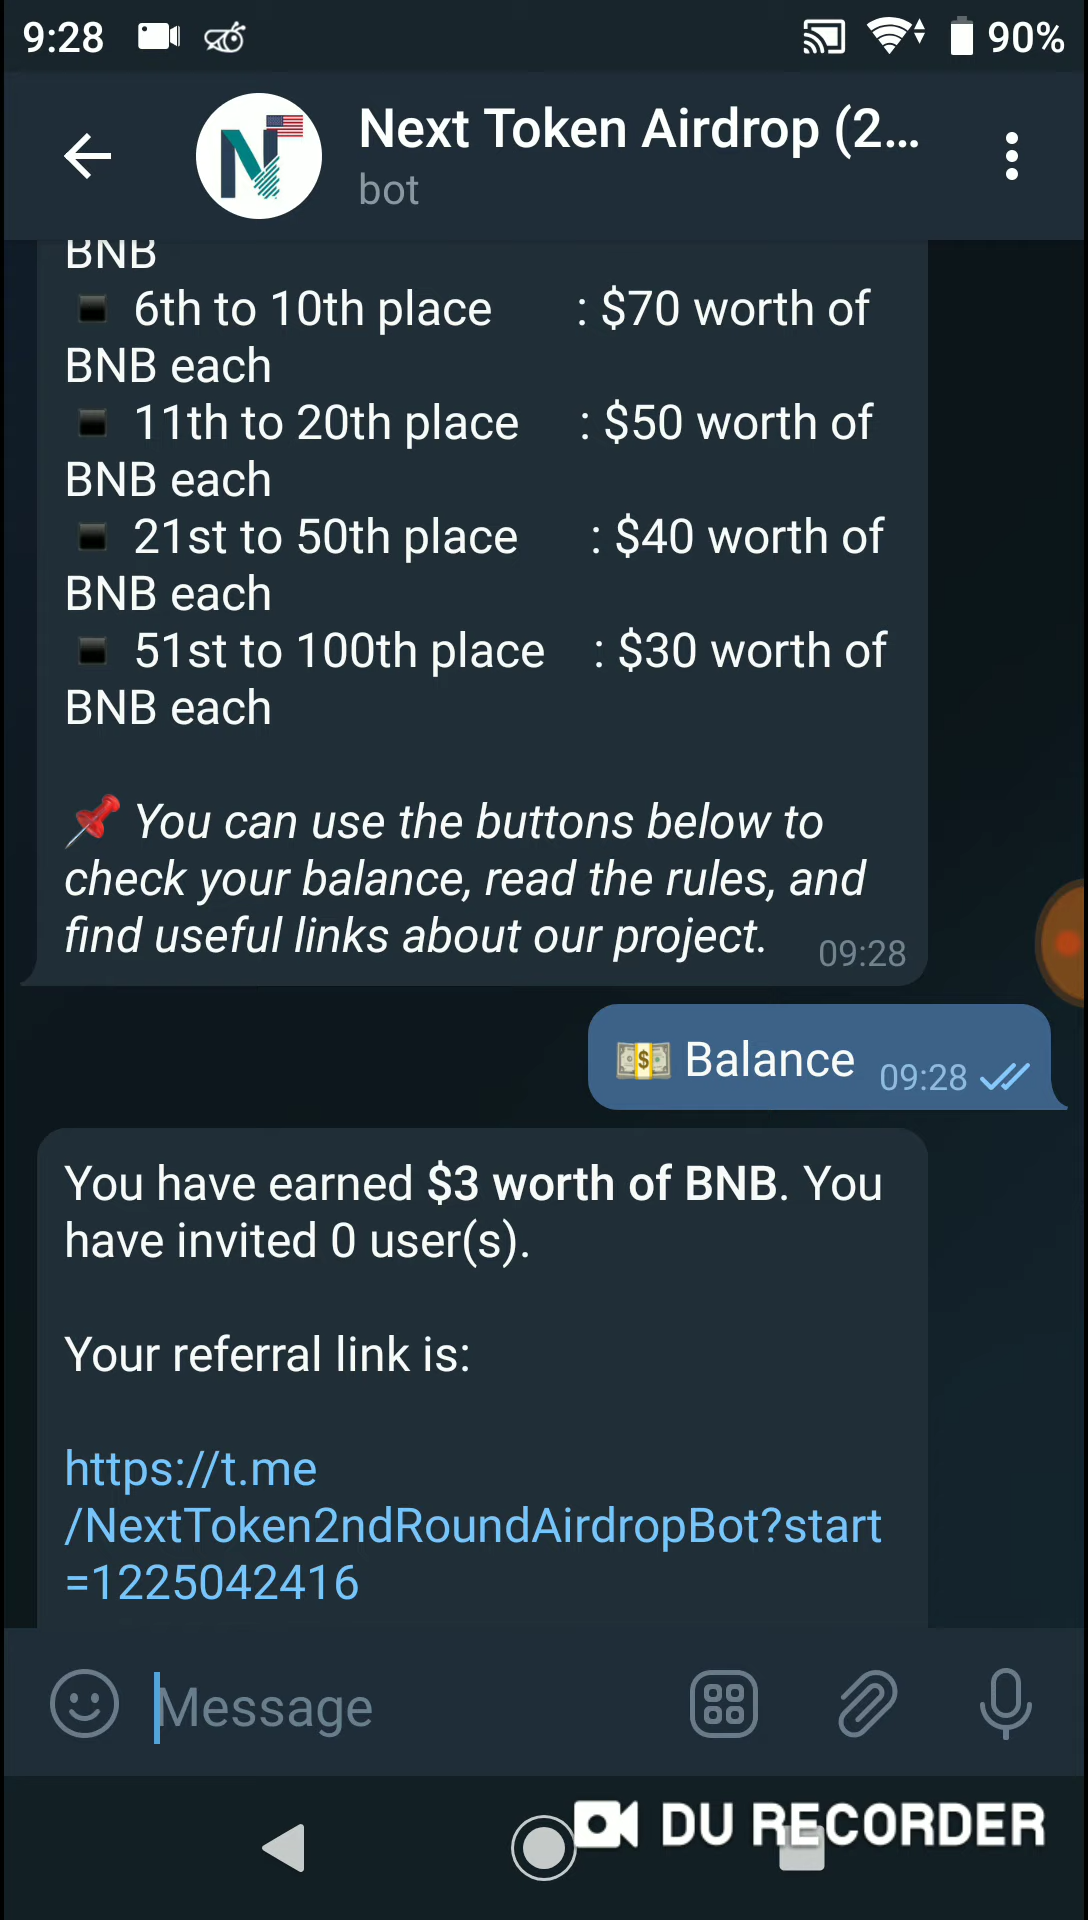 9:28 90%
Next Token Airdrop (2...
bot
BNB
6th to 10th place : $70 worth of
BNB each
11th to 20th place : $50 worth of
BNB each
21st to 50th place : $40 worth of
BNB each
51st to 100th place : $30 worth of
BNB each
📌 You can use the buttons below to
check your balance, read the rules, and
find useful links about our project. 09:28
💵 Balance 09:28
You have earned $3 worth of BNB. You
have invited 0 user(s).
Your referral link is:
https://t.me
/NextToken2ndRoundAirdropBot?start
=1225042416
Message
DU RECORDER